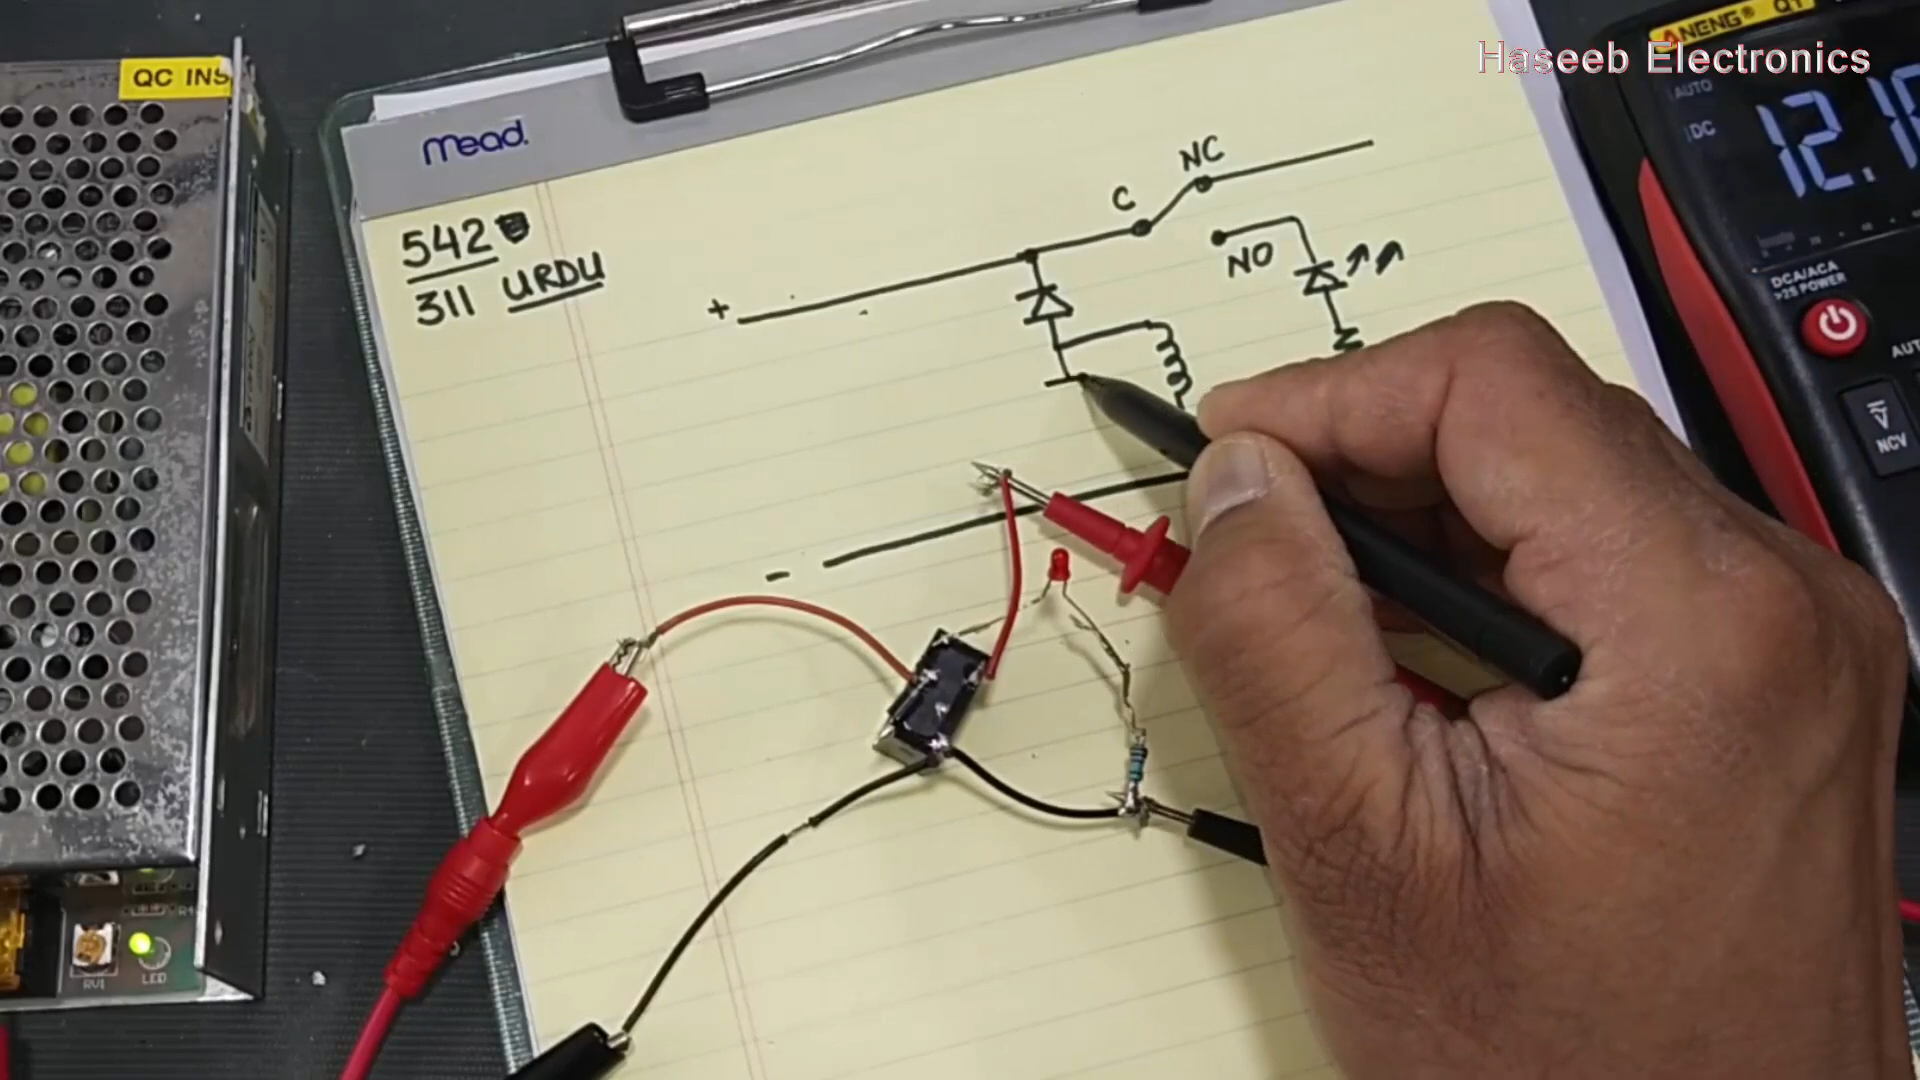 QC INS
Haseeb Electronics
ANENG®
AUTO
DC
12.1
Mead
NC
C
542
311 URDU
NO
+
DCA/ACA
>2S POWER
NCV
-
RV1
LED